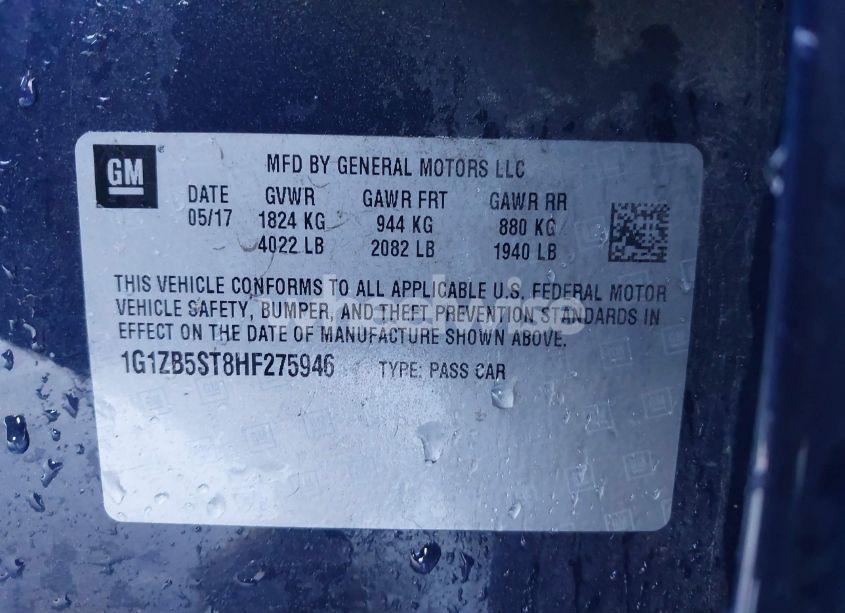 GM
MFD BY GENERAL MOTORS LLC
DATE GVWR GAWR FRT GAWR RR
05/17 1824 KG 944 KG 880 KG
4022 LB 2082 LB 1940 LB
THIS VEHICLE CONFORMS TO ALL APPLICABLE U.S. FEDERAL MOTOR
VEHICLE SAFETY, BUMPER, AND THEFT PREVENTION STANDARDS IN
EFFECT ON THE DATE OF MANUFACTURE SHOWN ABOVE.
1G1ZB5ST8HF275946 TYPE: PASS CAR